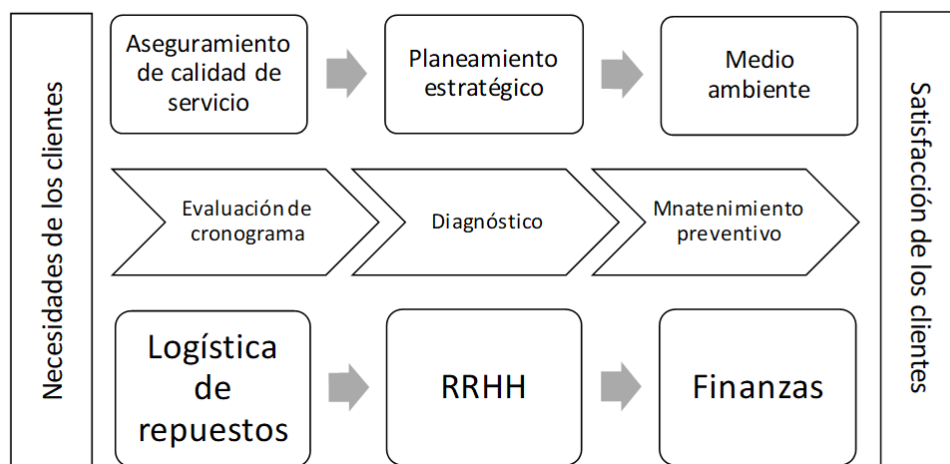 Necesidades de los clientes
Aseguramiento
de calidad de
servicio
Planeamiento
estratégico
Medio
ambiente
Evaluación de
cronograma
Diagnóstico
Mnatenimiento
preventivo
Logística
de
repuestos
RRHH
Finanzas
Satisfacción de los clientes